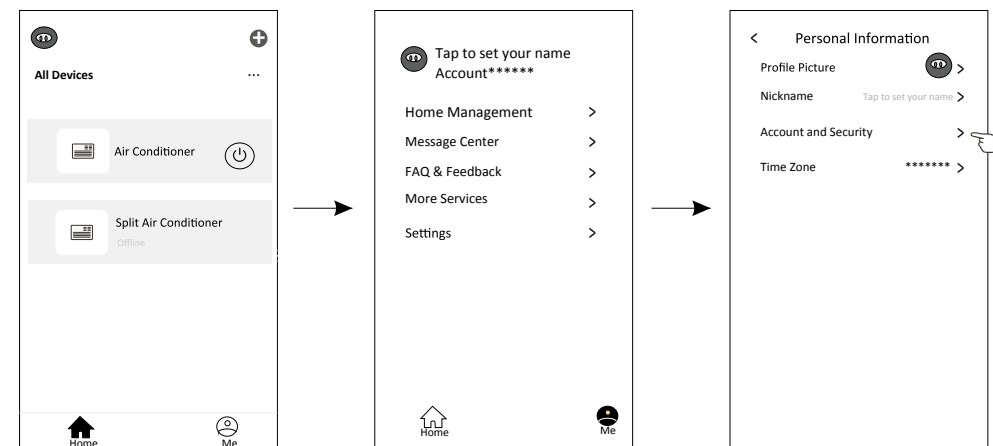 All Devices
...
Air Conditioner
Split Air Conditioner
Offline
Home
Me
Tap to set your name
Account******
Home Management >
Message Center >
FAQ & Feedback >
More Services >
Settings >
Home
Me
< Personal Information
Profile Picture >
Nickname Tap to set your name >
Account and Security >
Time Zone ******* >